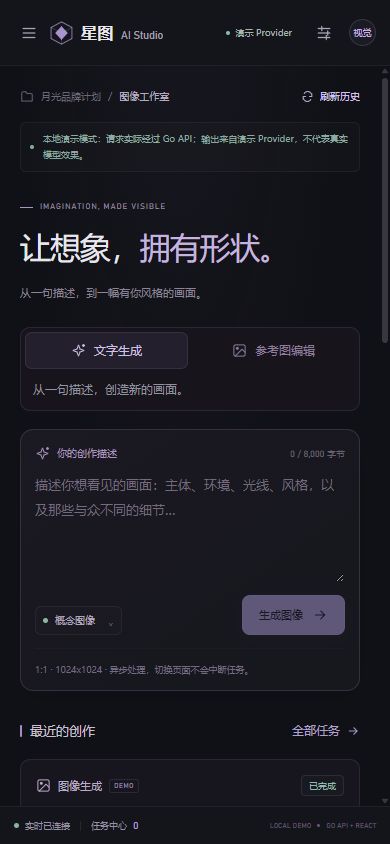 星图 AI Studio
演示 Provider
视觉
月光品牌计划 / 图像工作室
刷新历史
本地演示模式：请求实际经过 Go API；输出来自演示 Provider，不代表真实
模型效果。
IMAGINATION, MADE VISIBLE
让想象，拥有形状。
从一句描述，到一幅有你风格的画面。
文字生成
参考图编辑
从一句描述，创造新的画面。
你的创作描述
0 / 8,000 字节
描述你想看见的画面：主体、环境、光线、风格，以
及那些与众不同的细节…
概念图像
生成图像
1:1 · 1024x1024 · 异步处理，切换页面不会中断任务。
最近的创作
全部任务
图像生成 DEMO
已完成
实时已连接
任务中心 0
LOCAL DEMO
GO API + REACT